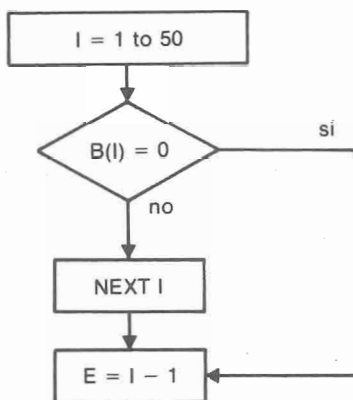 I = 1 to 50
B(I) = 0
sí
no
NEXT I
E = I − 1